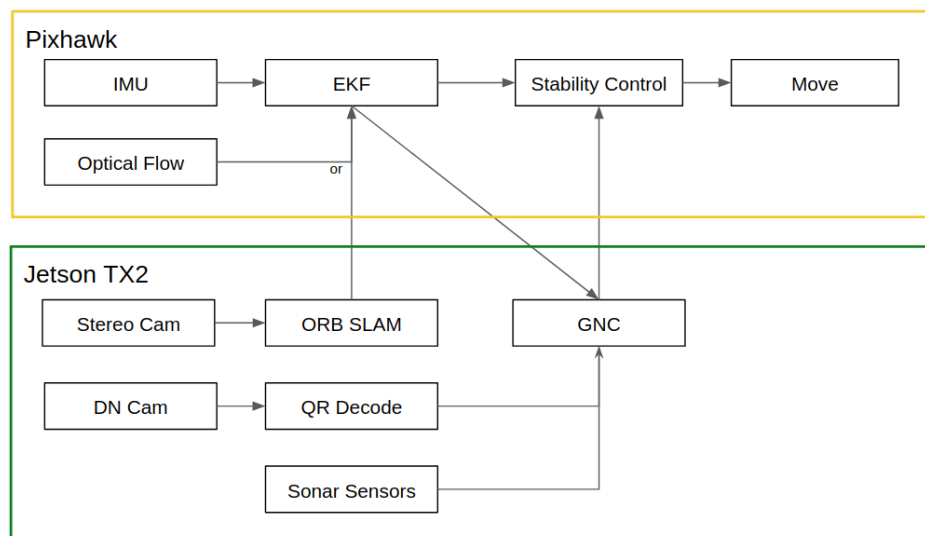 Pixhawk
IMU
EKF
Stability Control
Move
Optical Flow
or
Jetson TX2
Stereo Cam
ORB SLAM
GNC
DN Cam
QR Decode
Sonar Sensors